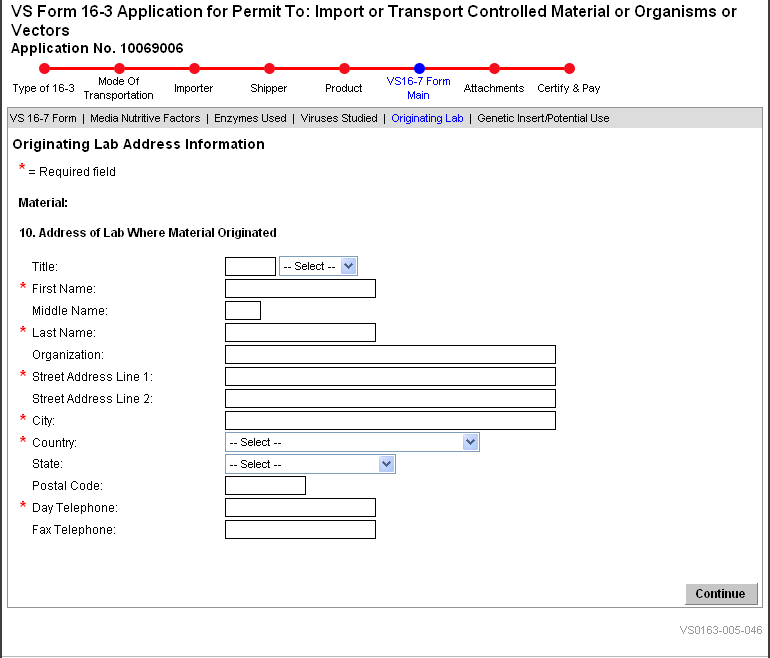 VS Form 16-3 Application for Permit To: Import or Transport Controlled Material or Organisms or
Vectors
Application No. 10069006
Type of 16-3
Mode Of
Transportation
Importer
Shipper
Product
VS16-7 Form
Main
Attachments
Certify & Pay
VS 16-7 Form | Media Nutritive Factors | Enzymes Used | Viruses Studied | Originating Lab | Genetic Insert/Potential Use
Originating Lab Address Information
* = Required field
Material:
10. Address of Lab Where Material Originated
Title: -- Select --
* First Name:
Middle Name:
* Last Name:
Organization:
* Street Address Line 1:
Street Address Line 2:
* City:
* Country: -- Select --
State: -- Select --
Postal Code:
* Day Telephone:
Fax Telephone:
Continue
VS0163-005-046